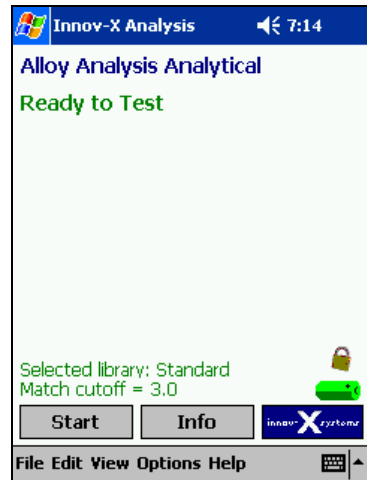 Innov-X Analysis 7:14
Alloy Analysis Analytical
Ready to Test
Selected library: Standard
Match cutoff = 3.0
Start Info innov-X systems
File Edit View Options Help